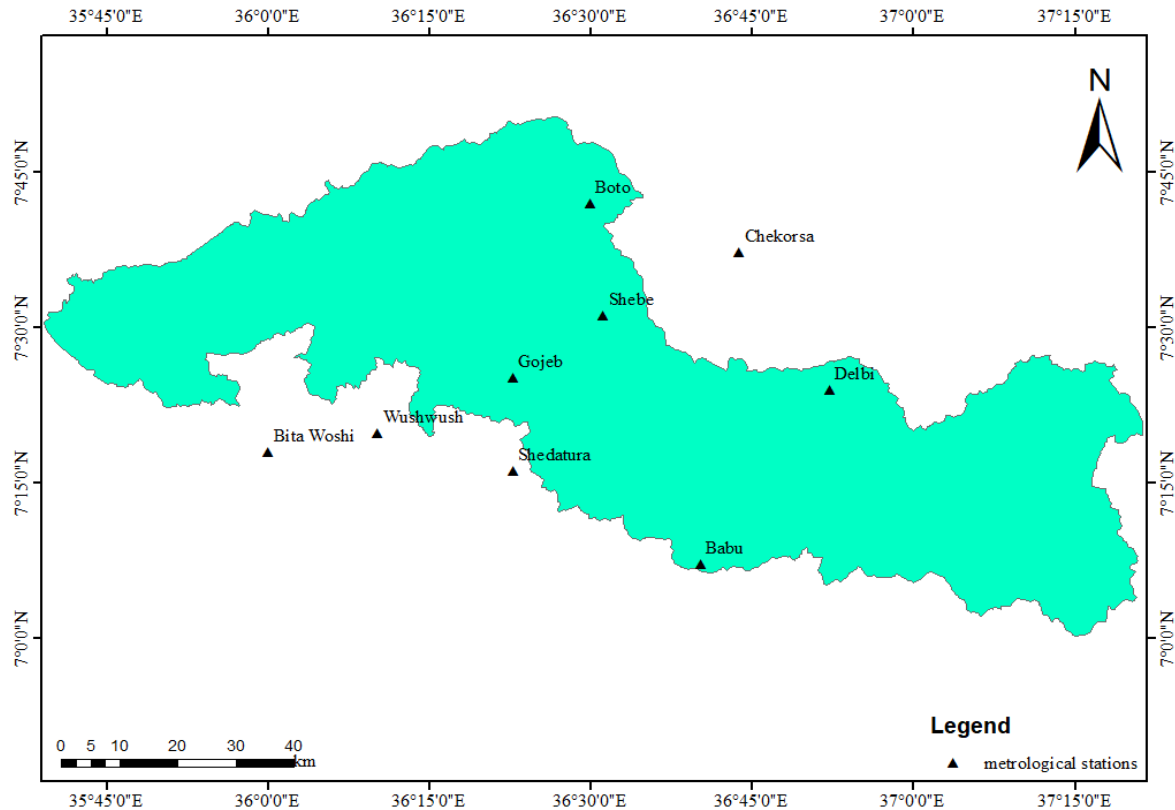 35°45'0"E 36°0'0"E 36°15'0"E 36°30'0"E 36°45'0"E 37°0'0"E 37°15'0"E
N
7°45'0"N 7°45'0"N
Boto
Chekorsa
Shebe
7°30'0"N 7°30'0"N
Gojeb
Delbi
Wushwush
Bita Woshi
Shedatura
7°15'0"N 7°15'0"N
Babu
7°0'0"N 7°0'0"N
Legend
metrological stations
0 5 10 20 30 40
km
35°45'0"E 36°0'0"E 36°15'0"E 36°30'0"E 36°45'0"E 37°0'0"E 37°15'0"E